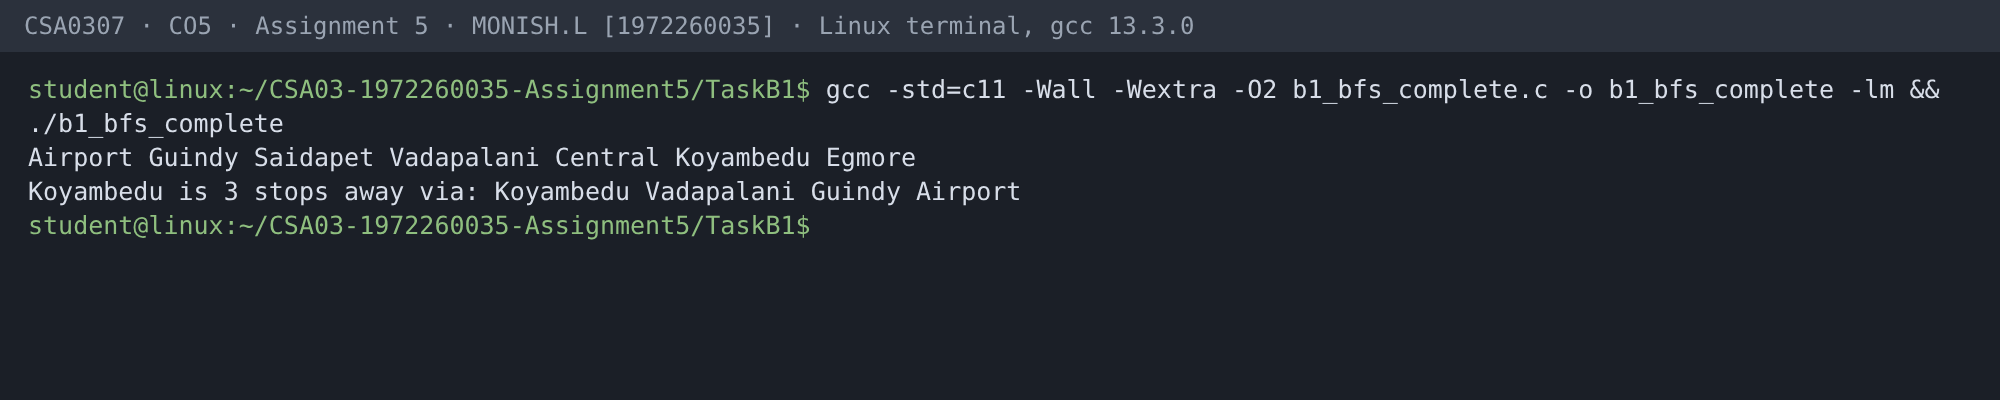 CSA0307 · CO5 · Assignment 5 · MONISH.L [1972260035] · Linux terminal, gcc 13.3.0
student@linux:~/CSA03-1972260035-Assignment5/TaskB1$ gcc -std=c11 -Wall -Wextra -O2 b1_bfs_complete.c -o b1_bfs_complete -lm &&
./b1_bfs_complete
Airport Guindy Saidapet Vadapalani Central Koyambedu Egmore
Koyambedu is 3 stops away via: Koyambedu Vadapalani Guindy Airport
student@linux:~/CSA03-1972260035-Assignment5/TaskB1$